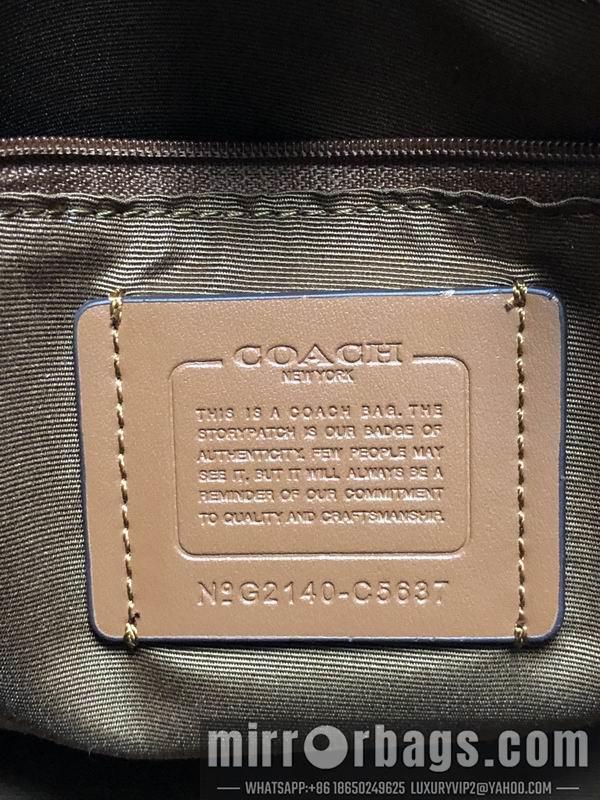 COACH
NEW YORK
THIS IS A COACH BAG. THE
STORYPATCH IS OUR BADGE OF
AUTHENTICITY. FEW PEOPLE MAY
SEE IT, BUT IT WILL ALWAYS BE A
REMINDER OF OUR COMMITMENT
TO QUALITY AND CRAFTSMANSHIP.
Nº G2140-C5637
mirrorbags.com
WHATSAPP:+86 18650249625 LUXURYVIP2@YAHOO.COM